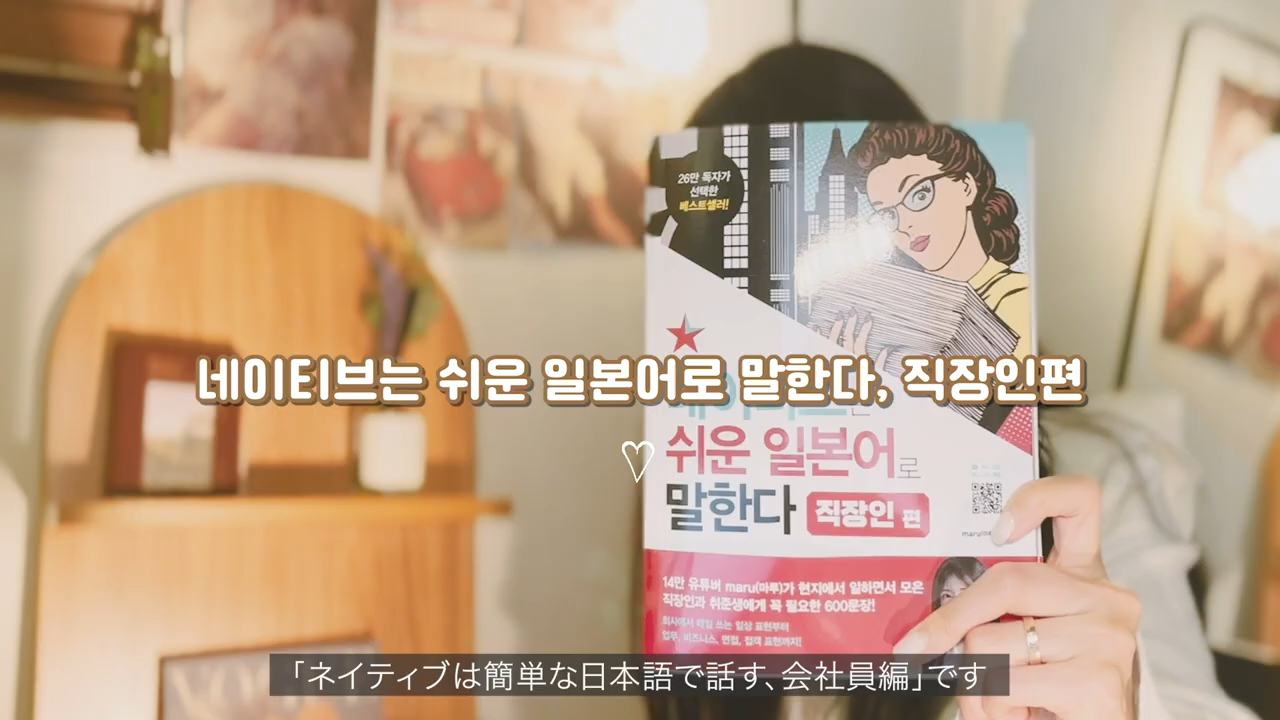 26만 독자가
선택한
베스트셀러!
네이티브는 쉬운 일본어로 말한다, 직장인편
쉬운 일본어로
말한다 직장인 편
14만 유튜버 maru(마루)가 현지에서 일하면서 모은
직장인과 취준생에게 꼭 필요한 600문장!
회사에서 매일 쓰는 일상 표현부터
업무, 비즈니스, 면접, 접객 표현까지!
「ネイティブは簡単な日本語で話す、会社員編」です